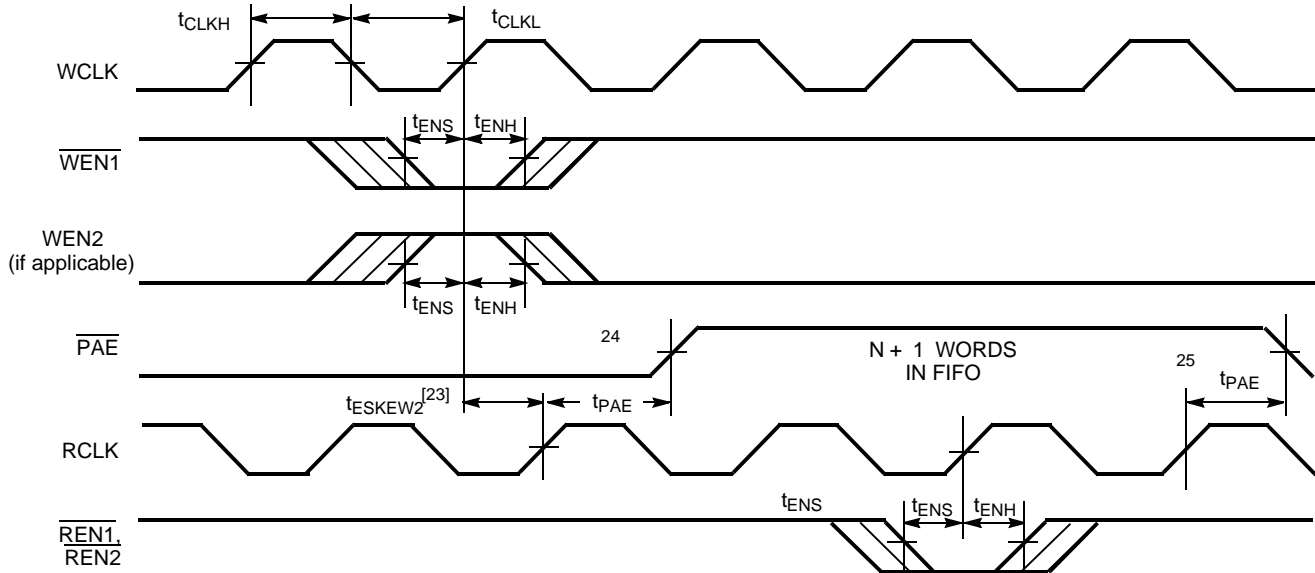 tCLKH tCLKL
WCLK
tENS tENH
WEN1
WEN2
(if applicable)
tENS tENH
24
PAE
N + 1 WORDS
IN FIFO
25
tPAE
tESKEW2[23] tPAE
RCLK
tENS tENS tENH
REN1,
REN2